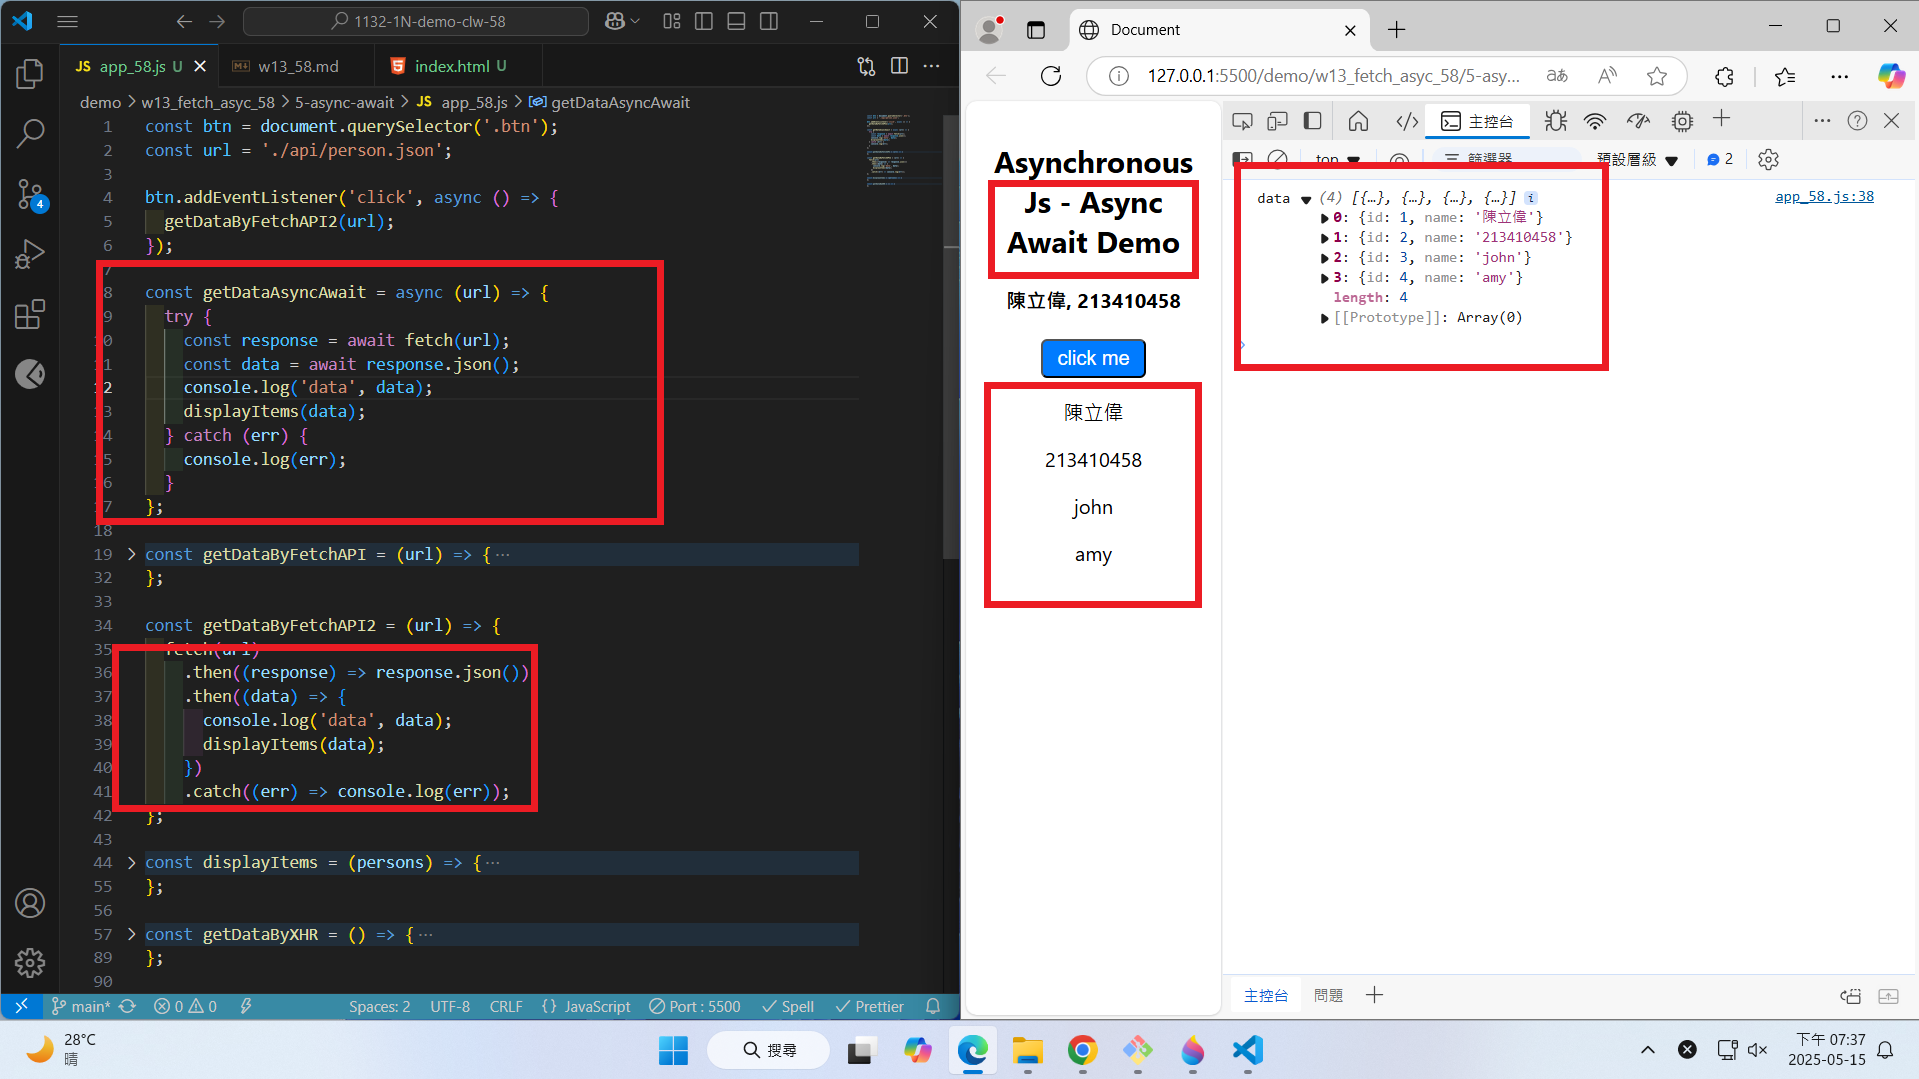 1132-1N-demo-clw-58
JS app_58.js U
w13_58.md
index.html U
demo > w13_fetch_asyc_58 > 5-async-await > JS app_58.js > getDataAsyncAwait
1 const btn = document.querySelector('.btn');
2 const url = './api/person.json';
3
4 btn.addEventListener('click', async () => {
5 getDataByFetchAPI2(url);
6 });
7
8 const getDataAsyncAwait = async (url) => {
9 try {
10 const response = await fetch(url);
11 const data = await response.json();
12 console.log('data', data);
13 displayItems(data);
14 } catch (err) {
15 console.log(err);
16 }
17 };
18
19 const getDataByFetchAPI = (url) => {…
32 };
33
34 const getDataByFetchAPI2 = (url) => {
35 fetch(url)
36 .then((response) => response.json())
37 .then((data) => {
38 console.log('data', data);
39 displayItems(data);
40 })
41 .catch((err) => console.log(err));
42 };
43
44 const displayItems = (persons) => {…
55 };
56
57 const getDataByXHR = () => {…
89 };
90
4
main* 0 0 Spaces: 2 UTF-8 CRLF {} JavaScript Port : 5500 Spell Prettier
Document
127.0.0.1:5500/demo/w13_fetch_asyc_58/5-asy...
Asynchronous
Js - Async
Await Demo
陳立偉, 213410458
click me
陳立偉
213410458
john
amy
主控台
top 篩選器 預設層級 2
data (4) [{…}, {…}, {…}, {…}] i app_58.js:38
0: {id: 1, name: '陳立偉'}
1: {id: 2, name: '213410458'}
2: {id: 3, name: 'john'}
3: {id: 4, name: 'amy'}
length: 4
[[Prototype]]: Array(0)
主控台 問題
28°C
晴
搜尋
下午 07:37
2025-05-15